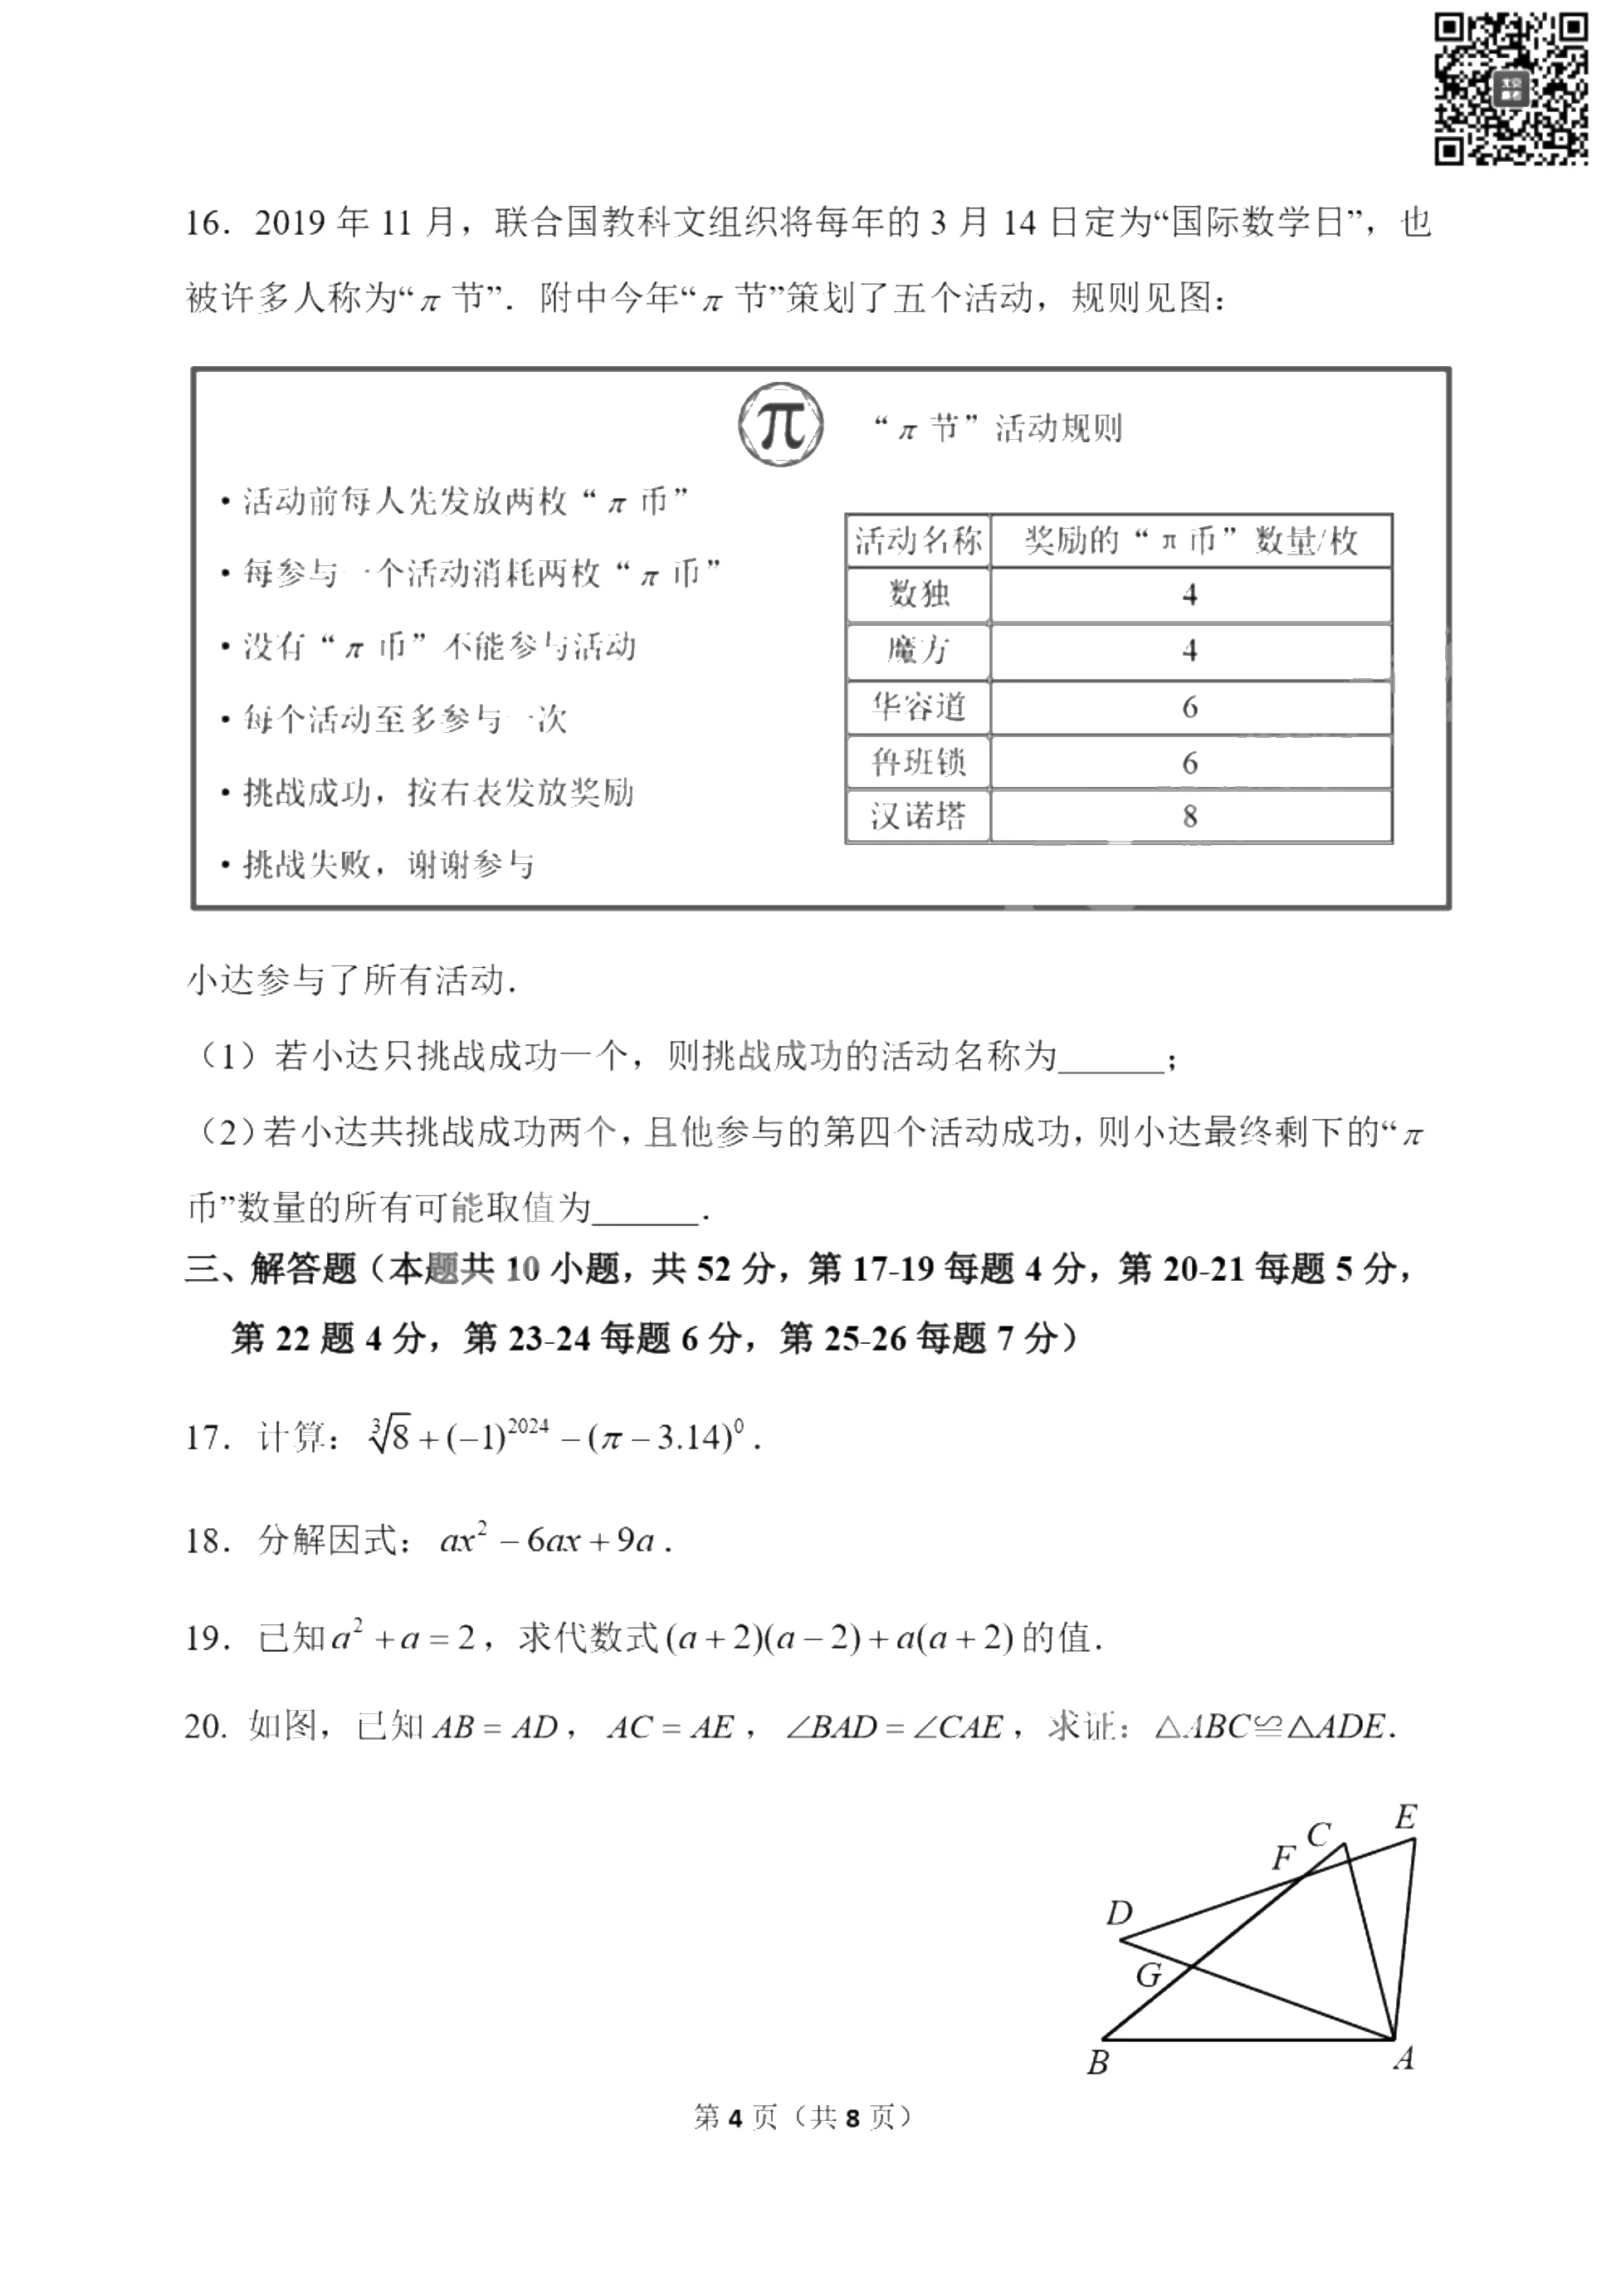 16．2019 年 11 月，联合国教科文组织将每年的 3 月 14 日定为“国际数学日”，也
被许多人称为“π 节”．附中今年“π 节”策划了五个活动，规则见图：
π “π 节”活动规则
·活动前每人先发放两枚“π 币”
·每参与一个活动消耗两枚“π 币”
·没有“π 币”不能参与活动
·每个活动至多参与一次
·挑战成功，按右表发放奖励
·挑战失败，谢谢参与
活动名称 奖励的“π币”数量/枚
数独 4
魔方 4
华容道 6
鲁班锁 6
汉诺塔 8
小达参与了所有活动．
（1）若小达只挑战成功一个，则挑战成功的活动名称为______；
（2）若小达共挑战成功两个，且他参与的第四个活动成功，则小达最终剩下的“π
币”数量的所有可能取值为______．
三、解答题（本题共 10 小题，共 52 分，第 17-19 每题 4 分，第 20-21 每题 5 分，
第 22 题 4 分，第 23-24 每题 6 分，第 25-26 每题 7 分）
17．计算：∛8 + (−1)²⁰²⁴ − (π − 3.14)⁰．
18．分解因式：ax² − 6ax + 9a．
19．已知 a² + a = 2，求代数式 (a + 2)(a − 2) + a(a + 2) 的值．
20. 如图，已知 AB = AD，AC = AE，∠BAD = ∠CAE，求证：△ABC≌△ADE．
E
C
F
D
G
B
A
第 4 页（共 8 页）